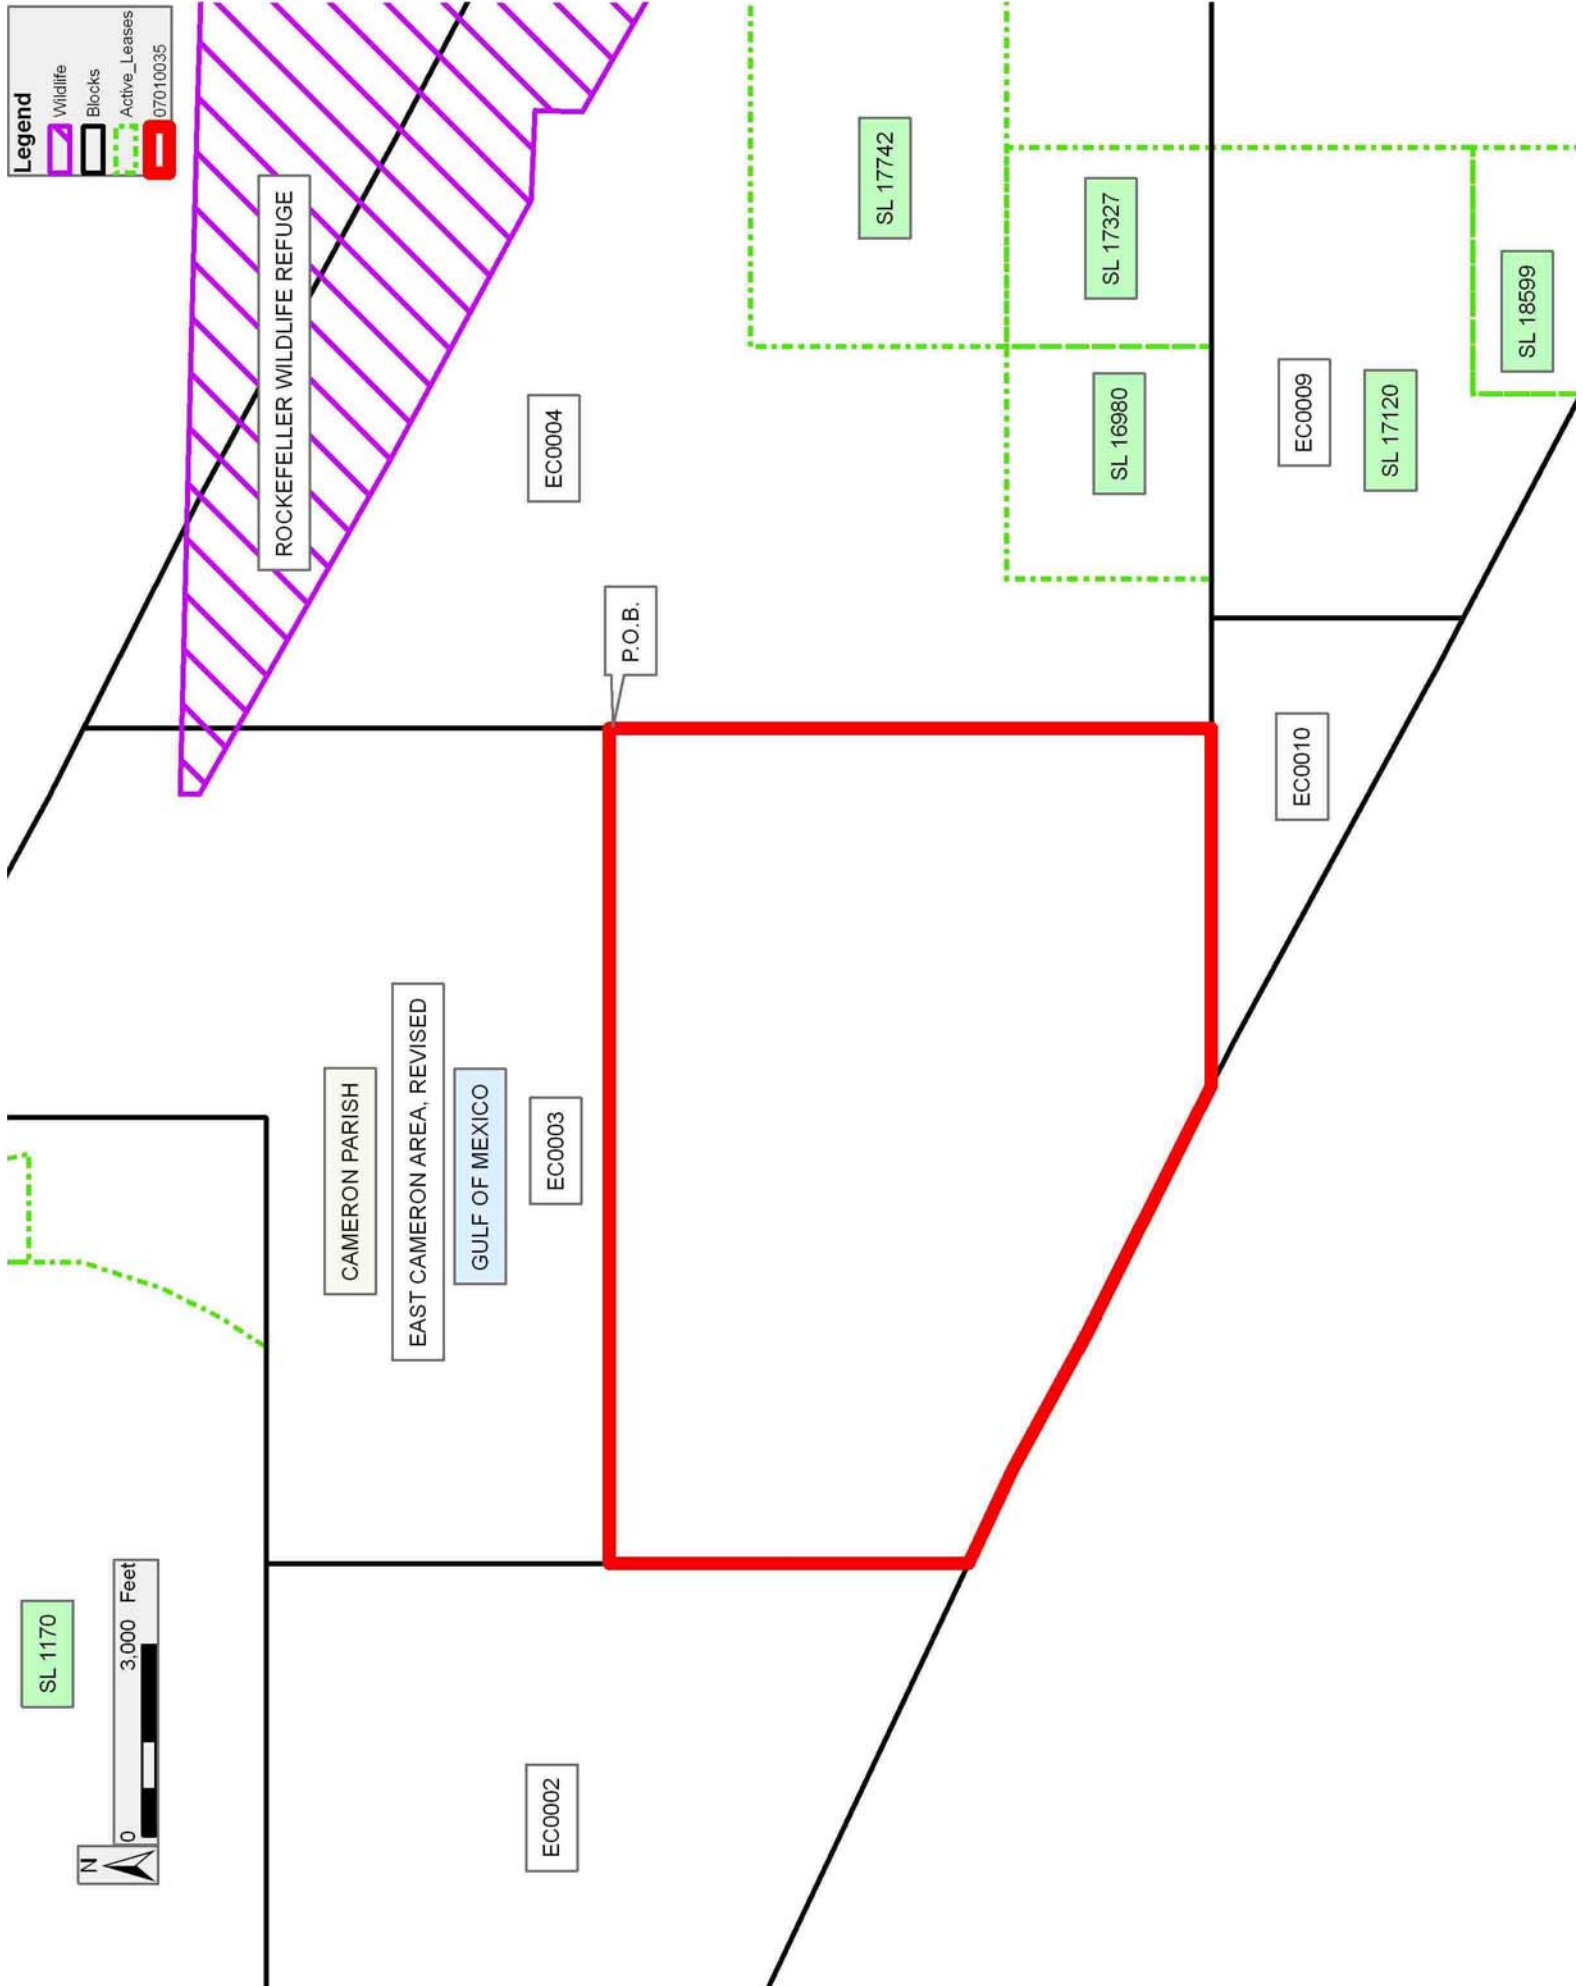 Legend
Wildlife
Blocks
Active_Leases
07010035
SL 1170
N
0
3,000 Feet
ROCKEFELLER WILDLIFE REFUGE
CAMERON PARISH
EAST CAMERON AREA, REVISED
GULF OF MEXICO
EC0002
EC0003
EC0004
P.O.B.
SL 17742
SL 16980
SL 17327
EC0010
EC0009
SL 17120
SL 18599